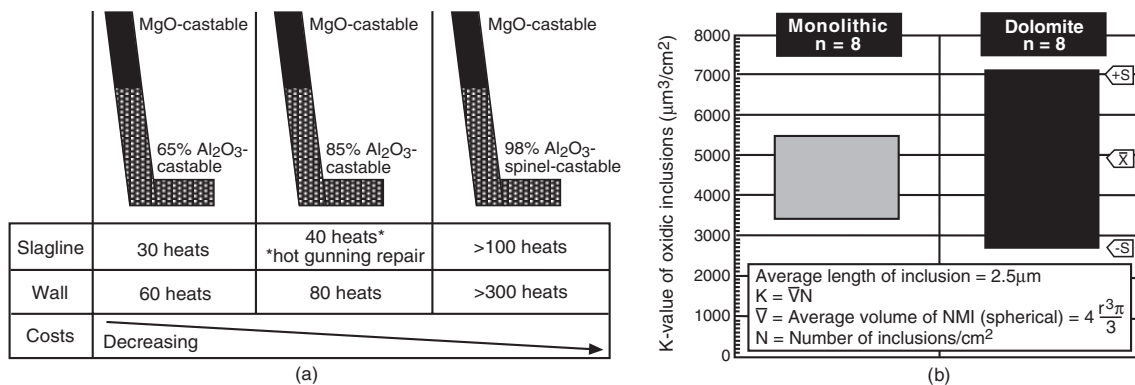 MgO-castable
65% Al2O3-
castable
MgO-castable
85% Al2O3-
castable
MgO-castable
98% Al2O3-
spinel-castable
Slagline
30 heats
40 heats*
*hot gunning repair
>100 heats
Wall
60 heats
80 heats
>300 heats
Costs
Decreasing
(a)
K-value of oxidic inclusions (μm3/cm2)
8000
7000
6000
5000
4000
3000
2000
1000
0
Monolithic
n = 8
Dolomite
n = 8
+S
X̅
-S
Average length of inclusion = 2.5μm
K = V̅N
V̅ = Average volume of NMI (spherical) = 4 r3π/3
N = Number of inclusions/cm2
(b)